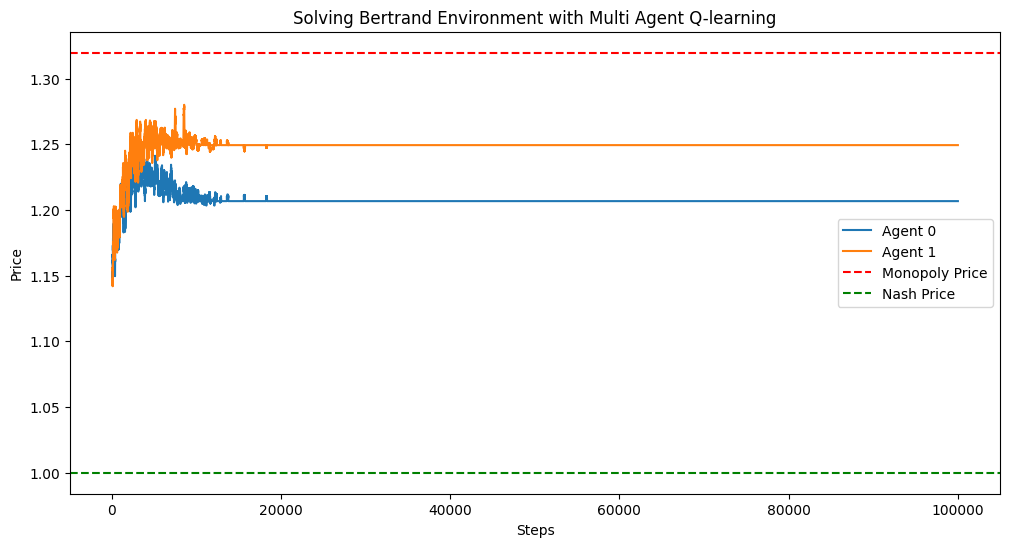 Solving Bertrand Environment with Multi Agent Q-learning
Price
1.30
1.25
1.20
1.15
1.10
1.05
1.00
Agent 0
Agent 1
Monopoly Price
Nash Price
0
20000
40000
60000
80000
100000
Steps